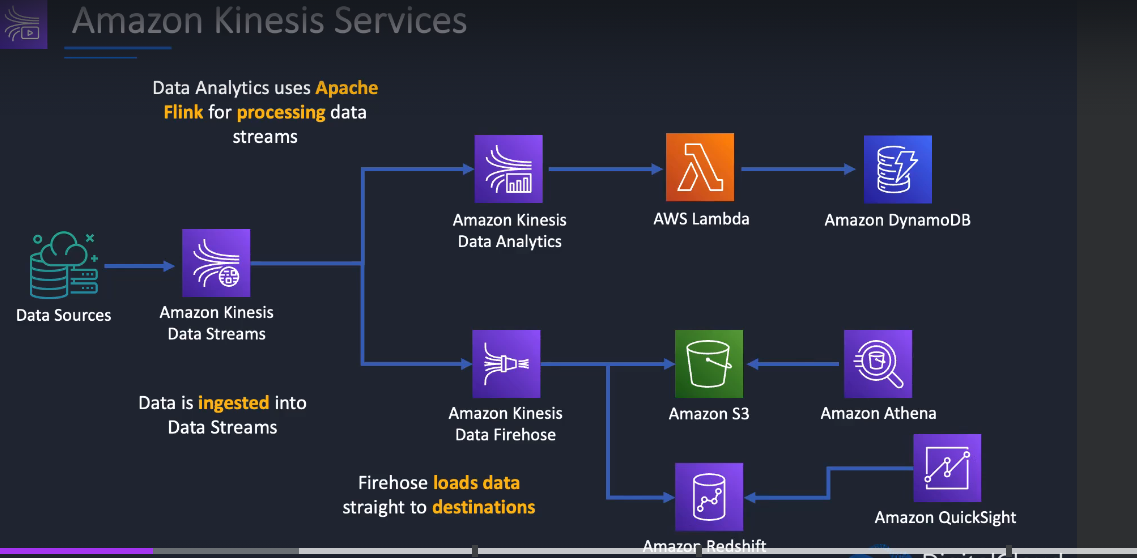 Amazon Kinesis Services
Data Analytics uses Apache
Flink for processing data
streams
Amazon Kinesis
Data Analytics
AWS Lambda
Amazon DynamoDB
Data Sources
Amazon Kinesis
Data Streams
Data is ingested into
Data Streams
Amazon Kinesis
Data Firehose
Amazon S3
Amazon Athena
Firehose loads data
straight to destinations
Amazon Redshift
Amazon QuickSight